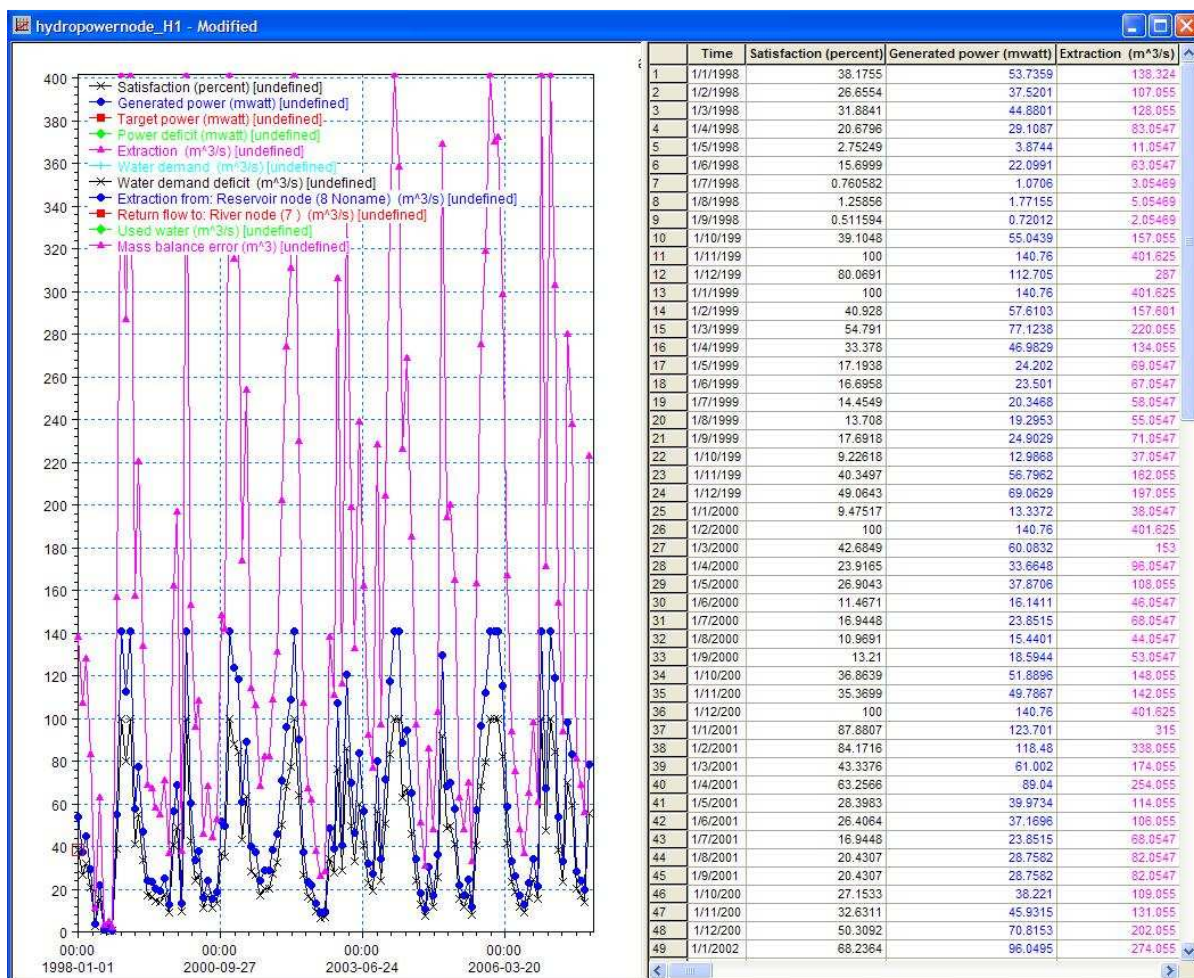 hydropowernode_H1 - Modified
400
380
360
340
320
300
280
260
240
220
200
180
160
140
120
100
80
60
40
20
0
Satisfaction (percent) [undefined]
Generated power (mwatt) [undefined]
Target power (mwatt) [undefined]
Power deficit (mwatt) [undefined]
Extraction (m^3/s) [undefined]
Water demand (m^3/s) [undefined]
Water demand deficit (m^3/s) [undefined]
Extraction from: Reservoir node (8 Noname) (m^3/s) [undefined]
Return flow to: River node (7 ) (m^3/s) [undefined]
Used water (m^3/s) [undefined]
Mass balance error (m^3) [undefined]
00:00 00:00 00:00 00:00
1998-01-01 2000-09-27 2003-06-24 2006-03-20
Time Satisfaction (percent) Generated power (mwatt) Extraction (m^3/s)
1 1/1/1998 38.1755 53.7359 138.324
2 1/2/1998 26.6554 37.5201 107.055
3 1/3/1998 31.8841 44.8801 128.055
4 1/4/1998 20.6796 29.1087 83.0547
5 1/5/1998 2.75249 3.8744 11.0547
6 1/6/1998 15.6999 22.0991 63.0547
7 1/7/1998 0.760582 1.0706 3.05469
8 1/8/1998 1.25856 1.77155 5.05469
9 1/9/1998 0.511594 0.72012 2.05469
10 1/10/199 39.1048 55.0439 157.055
11 1/11/199 100 140.76 401.625
12 1/12/199 80.0691 112.705 287
13 1/1/1999 100 140.76 401.625
14 1/2/1999 40.928 57.6103 157.601
15 1/3/1999 54.791 77.1238 220.055
16 1/4/1999 33.378 46.9829 134.055
17 1/5/1999 17.1938 24.202 69.0547
18 1/6/1999 16.6958 23.501 67.0547
19 1/7/1999 14.4549 20.3468 58.0547
20 1/8/1999 13.708 19.2953 55.0547
21 1/9/1999 17.6918 24.9029 71.0547
22 1/10/199 9.22618 12.9868 37.0547
23 1/11/199 40.3497 56.7962 162.055
24 1/12/199 49.0643 69.0629 197.055
25 1/1/2000 9.47517 13.3372 38.0547
26 1/2/2000 100 140.76 401.625
27 1/3/2000 42.6849 60.0832 153
28 1/4/2000 23.9165 33.6648 96.0547
29 1/5/2000 26.9043 37.8706 108.055
30 1/6/2000 11.4671 16.1411 46.0547
31 1/7/2000 16.9448 23.8515 68.0547
32 1/8/2000 10.9691 15.4401 44.0547
33 1/9/2000 13.21 18.5944 53.0547
34 1/10/200 36.8639 51.8896 148.055
35 1/11/200 35.3699 49.7867 142.055
36 1/12/200 100 140.76 401.625
37 1/1/2001 87.8807 123.701 315
38 1/2/2001 84.1716 118.48 338.055
39 1/3/2001 43.3376 61.002 174.055
40 1/4/2001 63.2566 89.04 254.055
41 1/5/2001 28.3983 39.9734 114.055
42 1/6/2001 26.4064 37.1696 106.055
43 1/7/2001 16.9448 23.8515 68.0547
44 1/8/2001 20.4307 28.7582 82.0547
45 1/9/2001 20.4307 28.7582 82.0547
46 1/10/200 27.1533 38.221 109.055
47 1/11/200 32.6311 45.9315 131.055
48 1/12/200 50.3092 70.8153 202.055
49 1/1/2002 68.2364 96.0495 274.055